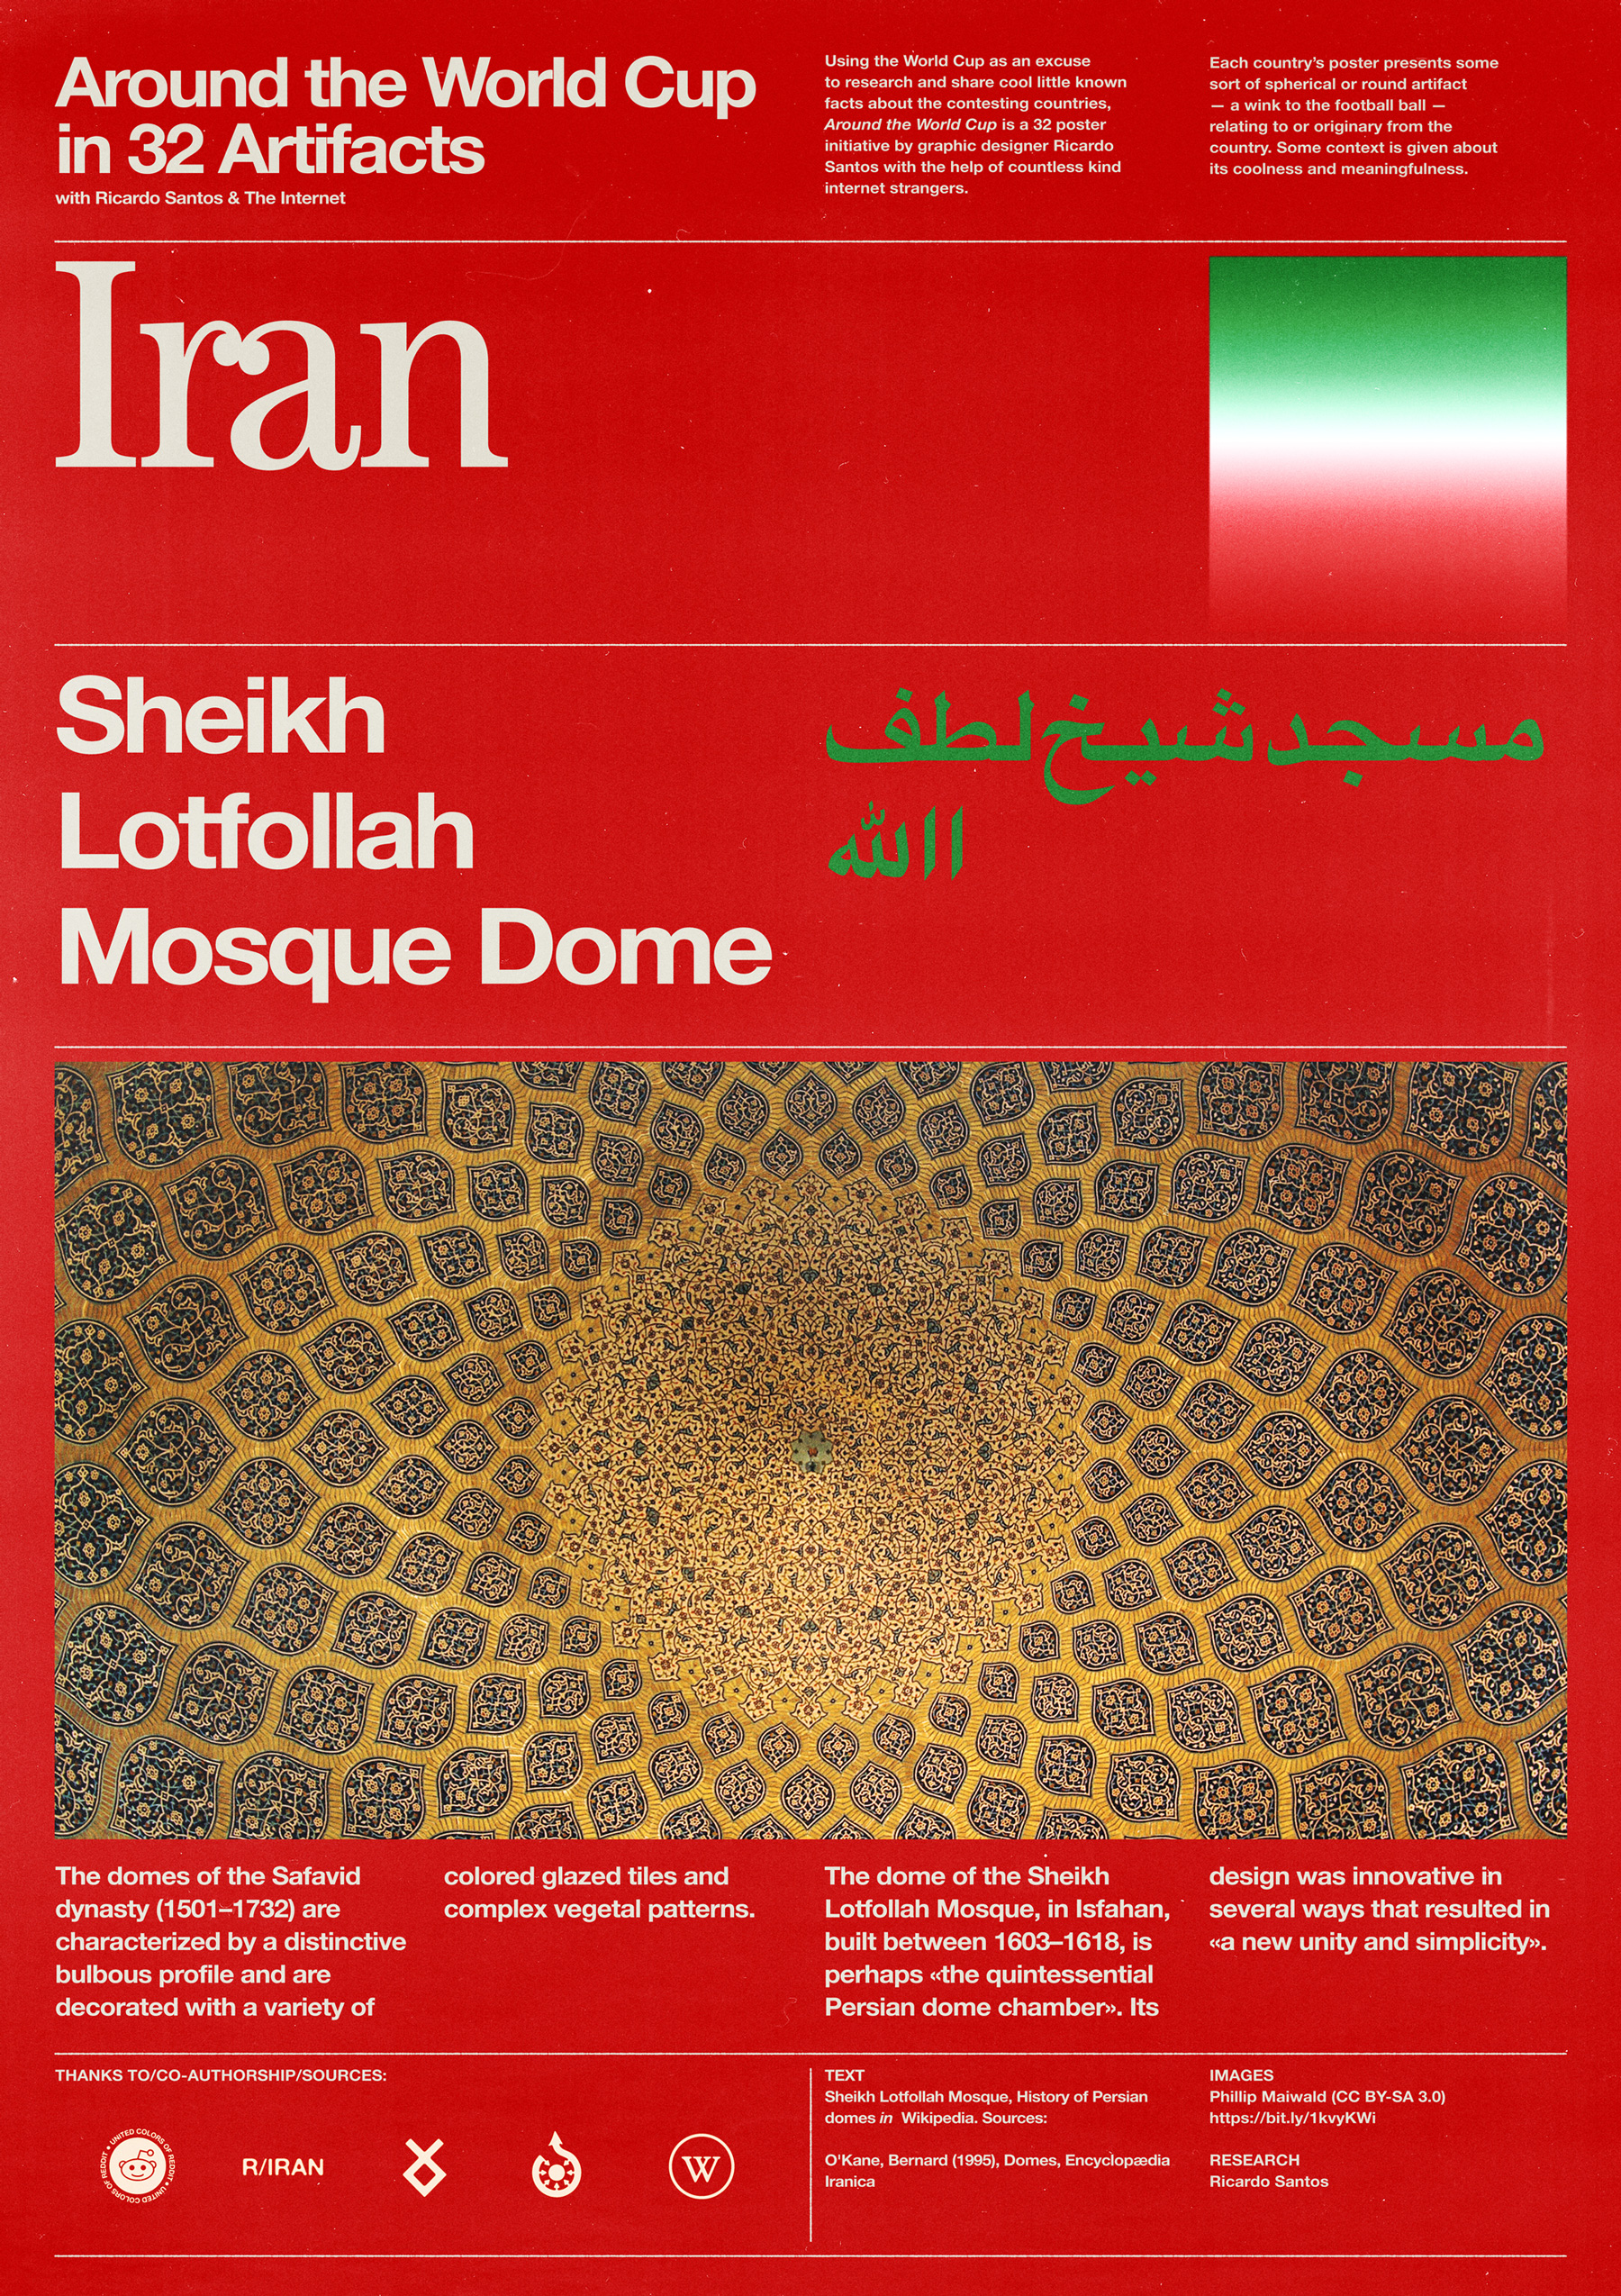 Around the World Cup
in 32 Artifacts
with Ricardo Santos & The Internet
Using the World Cup as an excuse
to research and share cool little known
facts about the contesting countries,
Around the World Cup is a 32 poster
initiative by graphic designer Ricardo
Santos with the help of countless kind
internet strangers.
Each country's poster presents some
sort of spherical or round artifact
— a wink to the football ball —
relating to or originary from the
country. Some context is given about
its coolness and meaningfulness.
Iran
Sheikh
Lotfollah
Mosque Dome
مسجد شیخ لطف
االله
The domes of the Safavid
dynasty (1501–1732) are
characterized by a distinctive
bulbous profile and are
decorated with a variety of
colored glazed tiles and
complex vegetal patterns.
The dome of the Sheikh
Lotfollah Mosque, in Isfahan,
built between 1603–1618, is
perhaps «the quintessential
Persian dome chamber». Its
design was innovative in
several ways that resulted in
«a new unity and simplicity».
THANKS TO/CO-AUTHORSHIP/SOURCES:
UNITED COLORS OF REDDIT • UNITED COLORS OF REDDIT •
R/IRAN
W
TEXT
Sheikh Lotfollah Mosque, History of Persian
domes in Wikipedia. Sources:
O'Kane, Bernard (1995), Domes, Encyclopædia
Iranica
IMAGES
Phillip Maiwald (CC BY-SA 3.0)
https://bit.ly/1kvyKWi
RESEARCH
Ricardo Santos